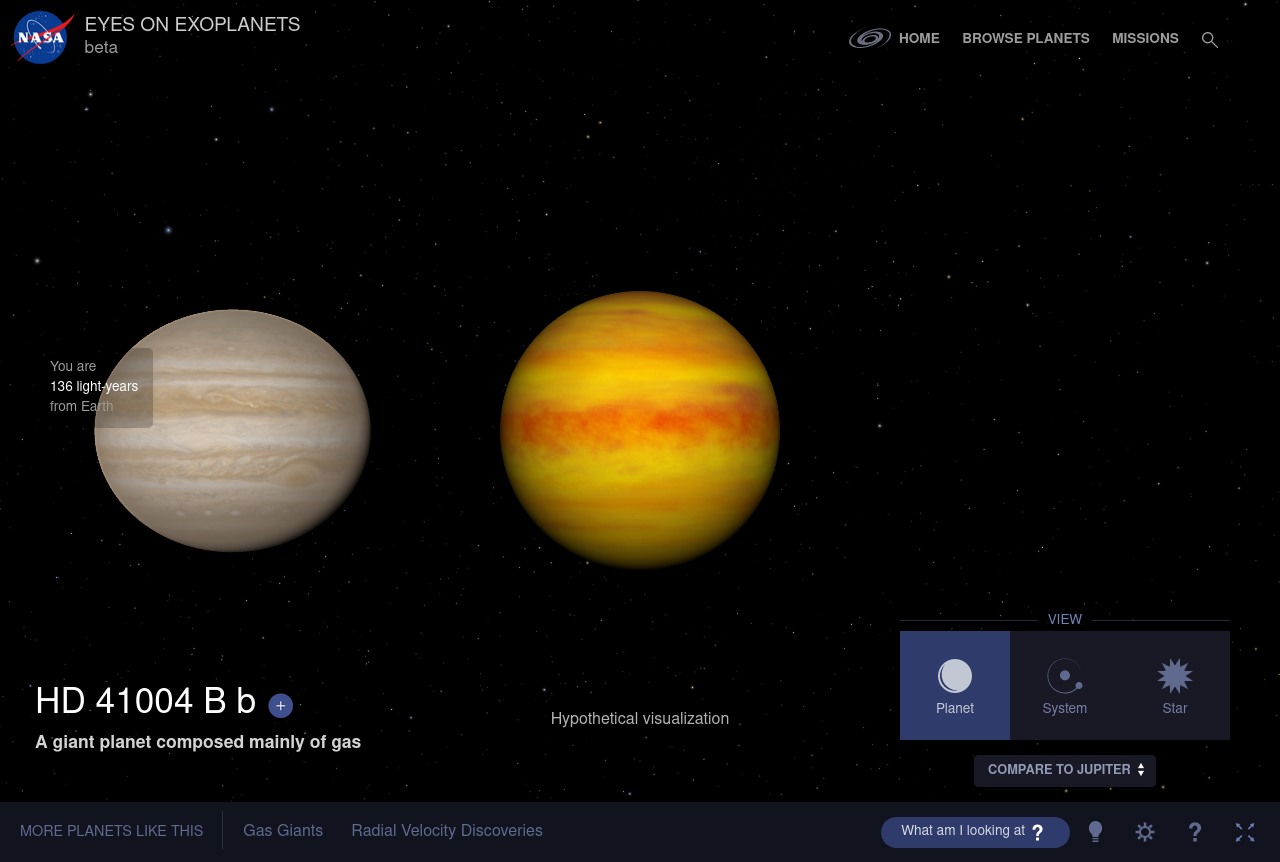 NASA
EYES ON EXOPLANETS
beta
HOME
BROWSE PLANETS
MISSIONS
You are
136 light-years
from Earth
VIEW
Planet
System
Star
HD 41004 B b +
A giant planet composed mainly of gas
Hypothetical visualization
COMPARE TO JUPITER
MORE PLANETS LIKE THIS
Gas Giants
Radial Velocity Discoveries
What am I looking at ?
?